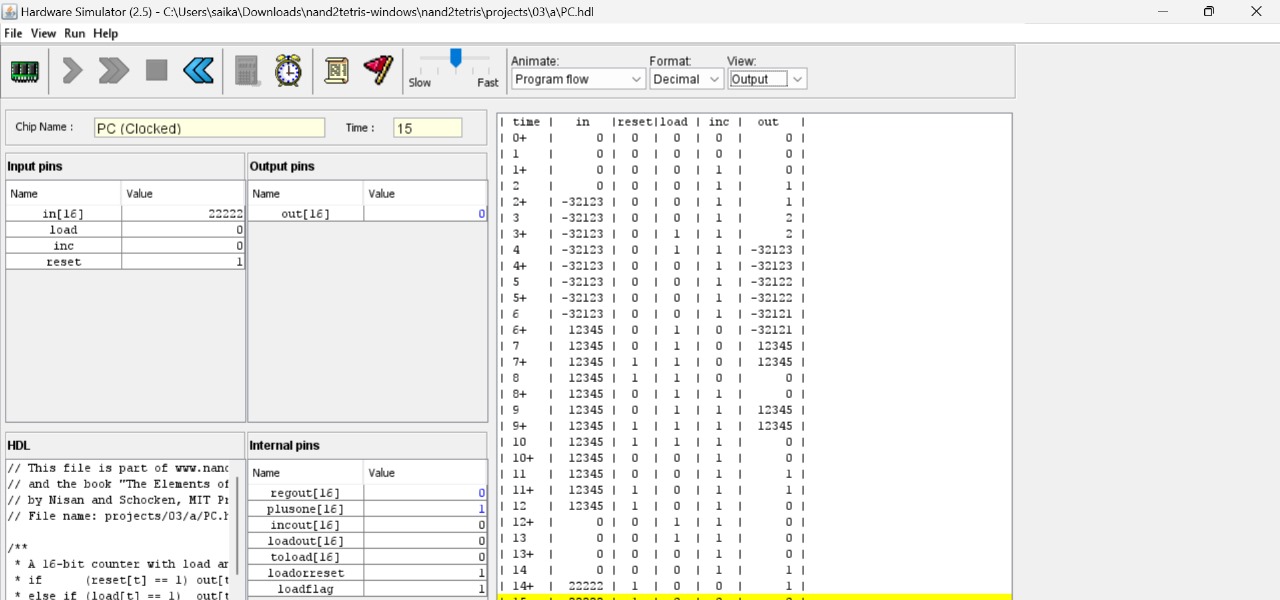 Hardware Simulator (2.5) - C:\Users\saika\Downloads\nand2tetris-windows\nand2tetris\projects\03\a\PC.hdl
File View Run Help
Slow Fast
Animate: Format: View:
Program flow Decimal Output
Chip Name : PC (Clocked) Time : 15
Input pins
Name Value
in[16] 22222
load 0
inc 0
reset 1
Output pins
Name Value
out[16] 0
HDL
// This file is part of www.nand
// and the book "The Elements of
// by Nisan and Schocken, MIT Pr
// File name: projects/03/a/PC.h
/**
* A 16-bit counter with load an
* if (reset[t] == 1) out[t
* else if (load[t] == 1) out[t
Internal pins
Name Value
regout[16] 0
plusone[16] 1
incout[16] 0
loadout[16] 0
toload[16] 0
loadorreset 1
loadflag 1
| time | in |reset|load | inc | out |
| 0+ | 0 | 0 | 0 | 0 | 0 |
| 1 | 0 | 0 | 0 | 0 | 0 |
| 1+ | 0 | 0 | 0 | 1 | 0 |
| 2 | 0 | 0 | 0 | 1 | 1 |
| 2+ | -32123 | 0 | 0 | 1 | 1 |
| 3 | -32123 | 0 | 0 | 1 | 2 |
| 3+ | -32123 | 0 | 1 | 1 | 2 |
| 4 | -32123 | 0 | 1 | 1 | -32123 |
| 4+ | -32123 | 0 | 0 | 1 | -32123 |
| 5 | -32123 | 0 | 0 | 1 | -32122 |
| 5+ | -32123 | 0 | 0 | 1 | -32122 |
| 6 | -32123 | 0 | 0 | 1 | -32121 |
| 6+ | 12345 | 0 | 1 | 0 | -32121 |
| 7 | 12345 | 0 | 1 | 0 | 12345 |
| 7+ | 12345 | 1 | 1 | 0 | 12345 |
| 8 | 12345 | 1 | 1 | 0 | 0 |
| 8+ | 12345 | 0 | 1 | 1 | 0 |
| 9 | 12345 | 0 | 1 | 1 | 12345 |
| 9+ | 12345 | 1 | 1 | 1 | 12345 |
| 10 | 12345 | 1 | 1 | 1 | 0 |
| 10+ | 12345 | 0 | 0 | 1 | 0 |
| 11 | 12345 | 0 | 0 | 1 | 1 |
| 11+ | 12345 | 1 | 0 | 1 | 1 |
| 12 | 12345 | 1 | 0 | 1 | 0 |
| 12+ | 0 | 0 | 1 | 1 | 0 |
| 13 | 0 | 0 | 1 | 1 | 0 |
| 13+ | 0 | 0 | 0 | 1 | 0 |
| 14 | 0 | 0 | 0 | 1 | 1 |
| 14+ | 22222 | 1 | 0 | 0 | 1 |